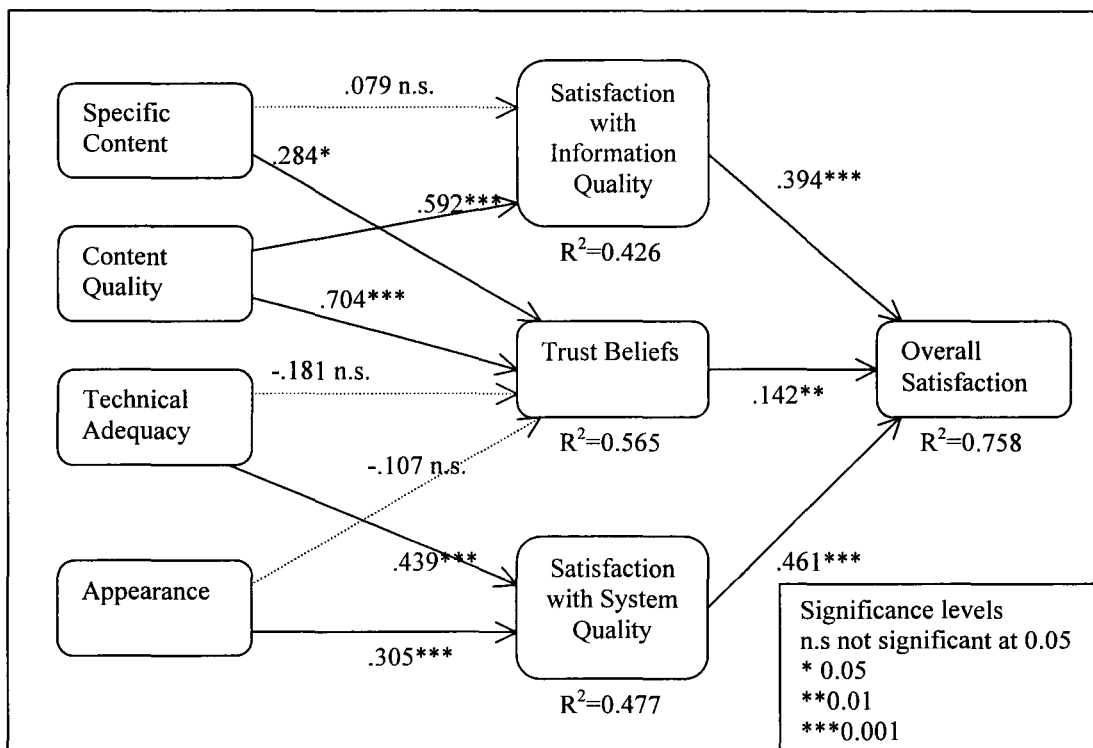 Specific
Content
Content
Quality
Technical
Adequacy
Appearance
.079 n.s.
.284*
.592***
.704***
-.181 n.s.
-.107 n.s.
.439***
.305***
Satisfaction
with
Information
Quality
R²=0.426
Trust Beliefs
R²=0.565
Satisfaction
with System
Quality
R²=0.477
.394***
.142**
.461***
Overall
Satisfaction
R²=0.758
Significance levels
n.s not significant at 0.05
* 0.05
**0.01
***0.001